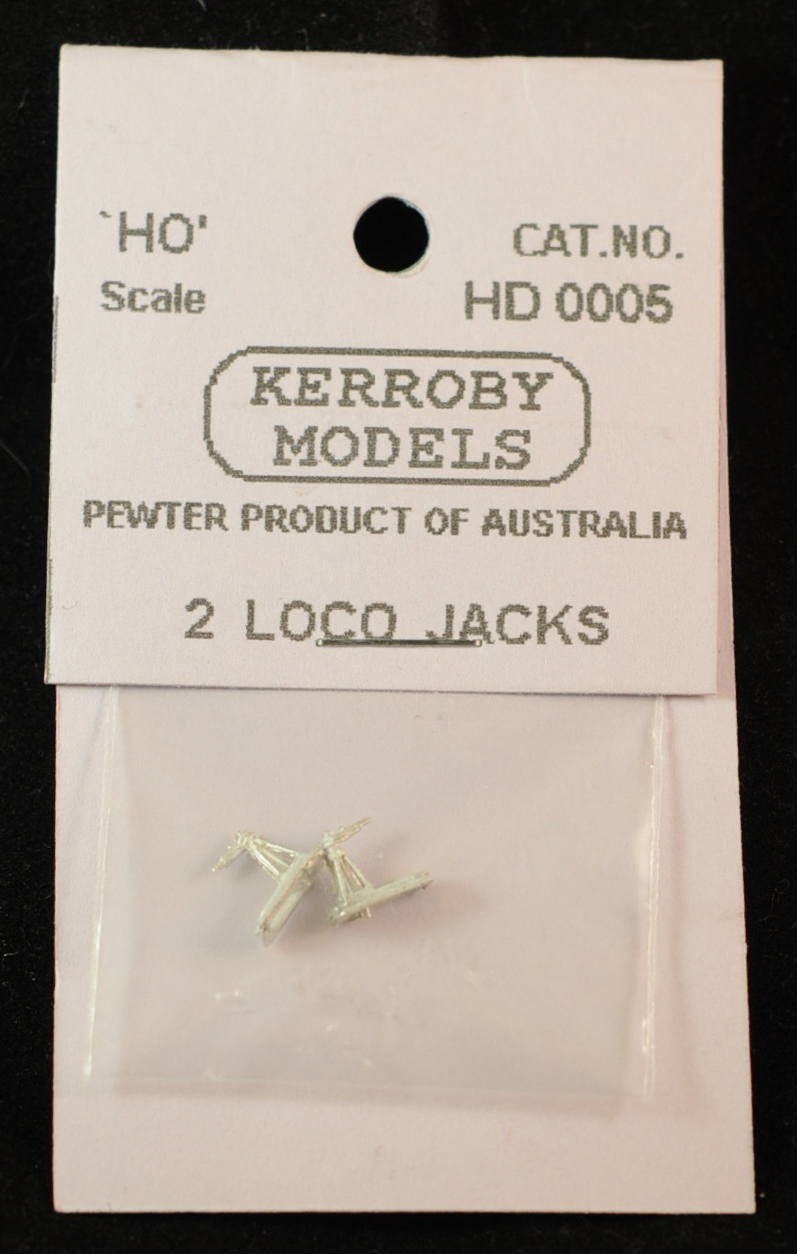 `HO'
Scale
CAT.NO.
HD 0005
KERROBY
MODELS
PEWTER PRODUCT OF AUSTRALIA
2 LOCO JACKS